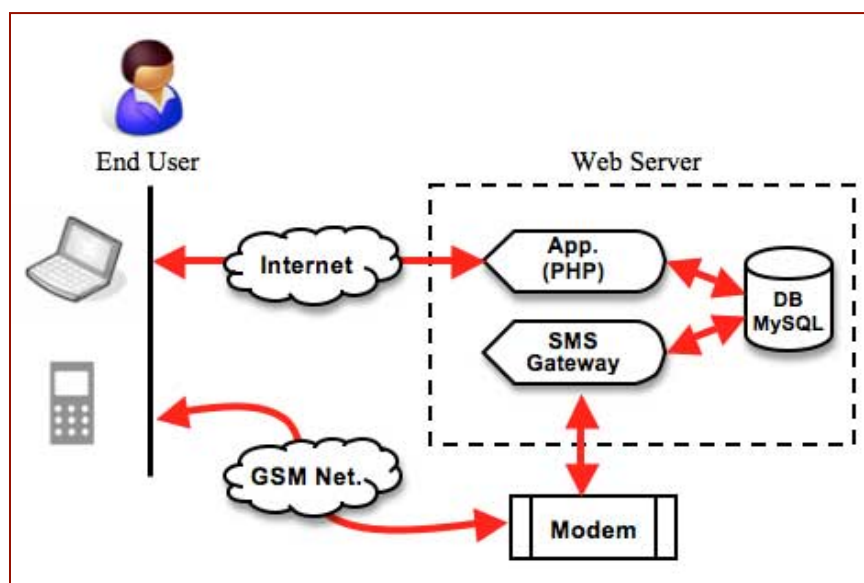 End User
Web Server
Internet
App.
(PHP)
DB
MySQL
SMS
Gateway
GSM Net.
Modem